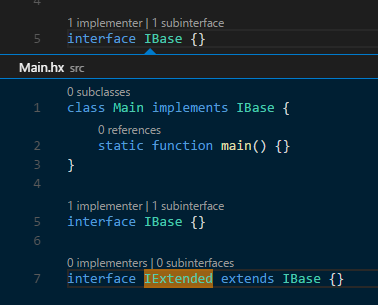 4
1 implementer | 1 subinterface
5 interface IBase {}
Main.hx src
0 subclasses
1 class Main implements IBase {
0 references
2 static function main() {}
3 }
4
1 implementer | 1 subinterface
5 interface IBase {}
6
0 implementers | 0 subinterfaces
7 interface IExtended extends IBase {}